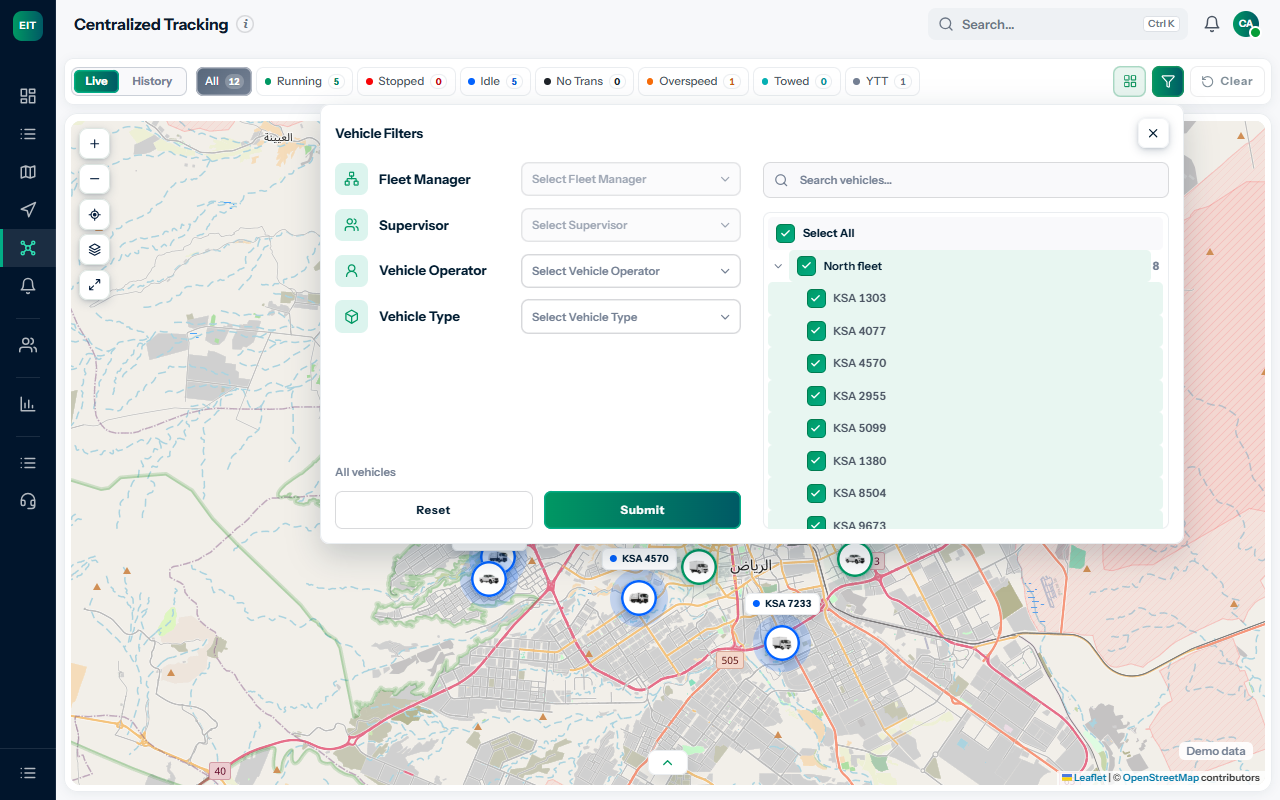 EIT
Centralized Tracking
i
Search...
Ctrl K
CA
Live
History
All 12
Running 5
Stopped 0
Idle 5
No Trans 0
Overspeed 1
Towed 0
YTT 1
Clear
العيينة
Vehicle Filters
Fleet Manager
Select Fleet Manager
Supervisor
Select Supervisor
Vehicle Operator
Select Vehicle Operator
Vehicle Type
Select Vehicle Type
All vehicles
Reset
Submit
Search vehicles...
Select All
North fleet
8
KSA 1303
KSA 4077
KSA 4570
KSA 2955
KSA 5099
KSA 1380
KSA 8504
KSA 9673
KSA 4570
الرياض
3
KSA 7233
505
40
Demo data
Leaflet | © OpenStreetMap contributors